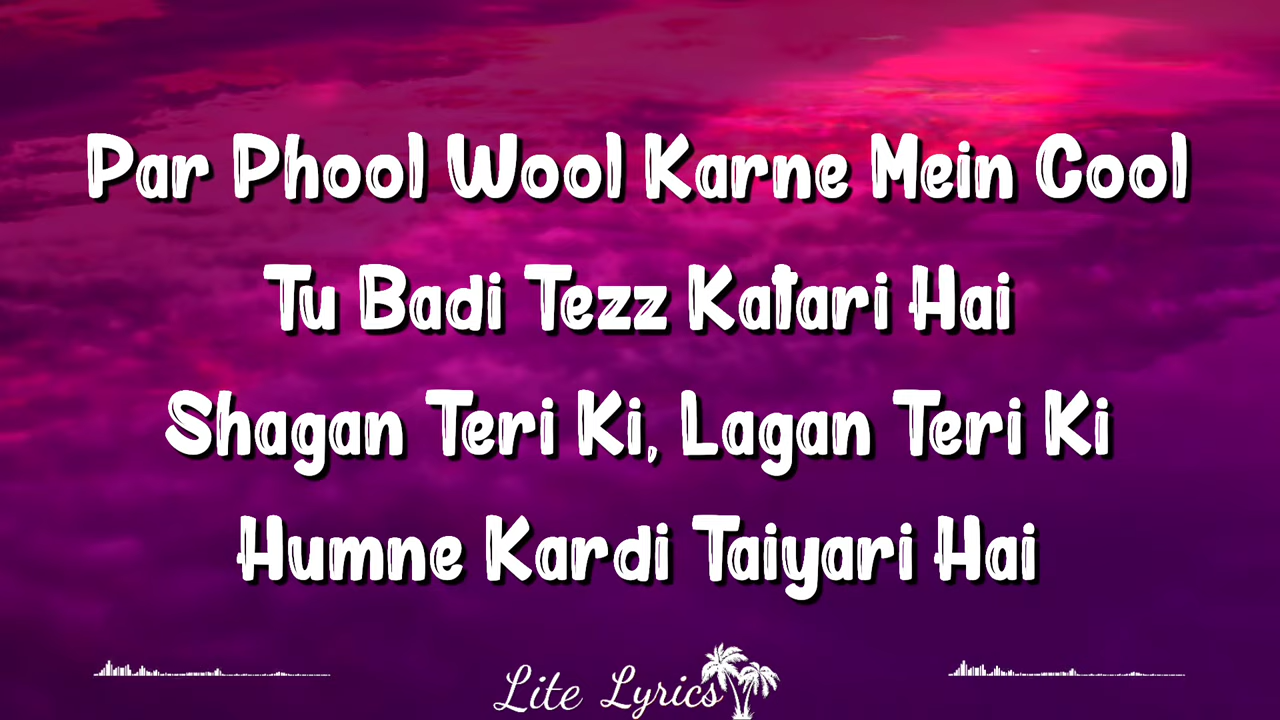 Par Phool Wool Karne Mein Cool
Tu Badi Tezz Katari Hai
Shagan Teri Ki, Lagan Teri Ki
Humne Kardi Taiyari Hai
Lite Lyrics